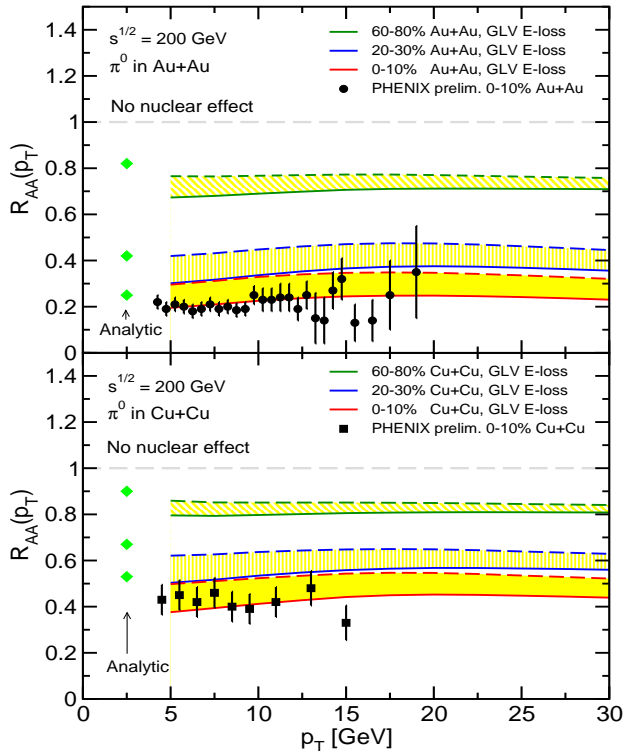 s^1/2 = 200 GeV
π^0 in Au+Au
No nuclear effect
60-80% Au+Au, GLV E-loss
20-30% Au+Au, GLV E-loss
0-10% Au+Au, GLV E-loss
PHENIX prelim. 0-10% Au+Au
R_AA(p_T)
1.4
1.2
1
0.8
0.6
0.4
0.2
0
Analytic
s^1/2 = 200 GeV
π^0 in Cu+Cu
No nuclear effect
60-80% Cu+Cu, GLV E-loss
20-30% Cu+Cu, GLV E-loss
0-10% Cu+Cu, GLV E-loss
PHENIX prelim. 0-10% Cu+Cu
R_AA(p_T)
1.4
1.2
1
0.8
0.6
0.4
0.2
0
Analytic
0 5 10 15 20 25 30
p_T [GeV]